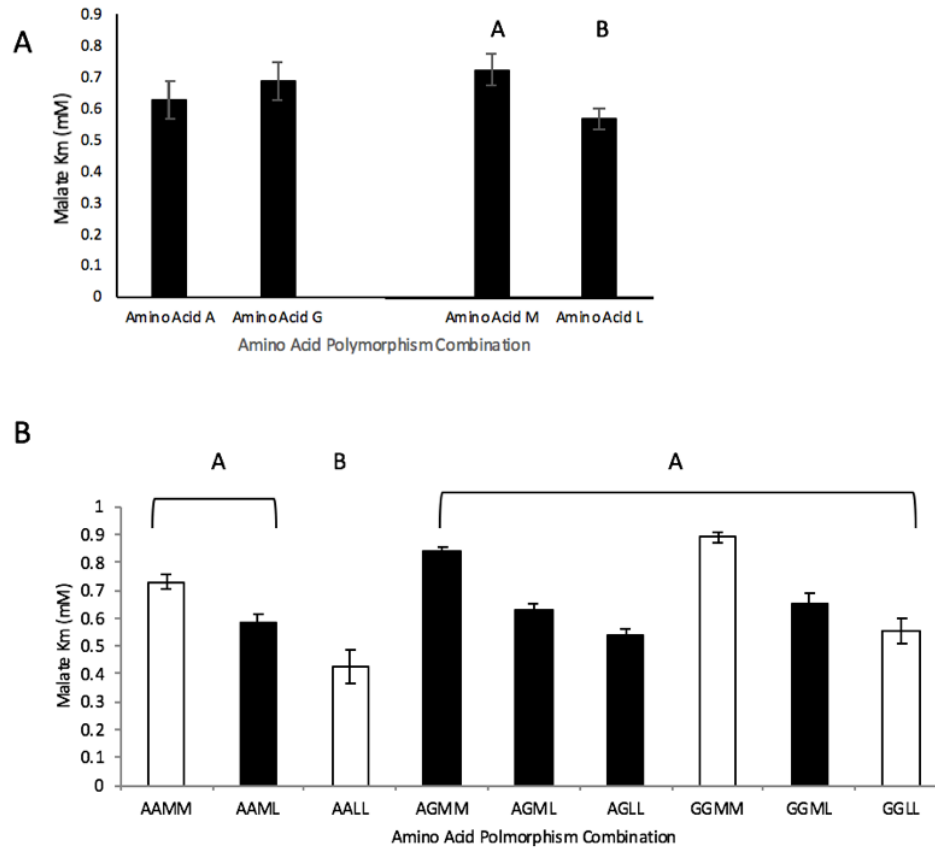 A
A B
0.9
0.8
0.7
0.6
0.5
0.4
0.3
0.2
0.1
0
Malate Km (mM)
Amino Acid A Amino Acid G Amino Acid M Amino Acid L
Amino Acid Polymorphism Combination
B
A B A
1
0.9
0.8
0.7
0.6
0.5
0.4
0.3
0.2
0.1
0
Malate Km (mM)
AAMM AAML AALL AGMM AGML AGLL GGMM GGML GGLL
Amino Acid Polmorphism Combination